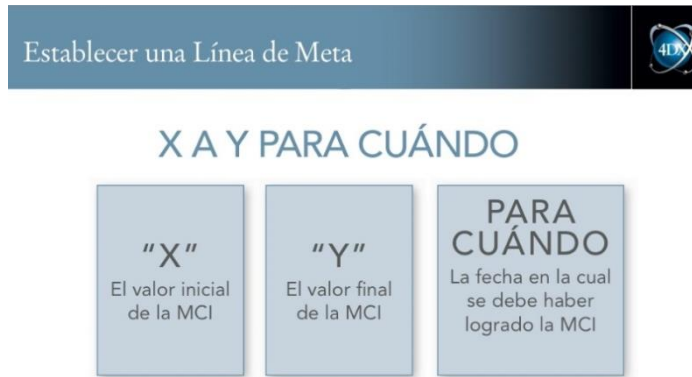 Establecer una Línea de Meta
4DX
X A Y PARA CUÁNDO
"X"
El valor inicial
de la MCI
"Y"
El valor final
de la MCI
PARA
CUÁNDO
La fecha en la cual
se debe haber
logrado la MCI